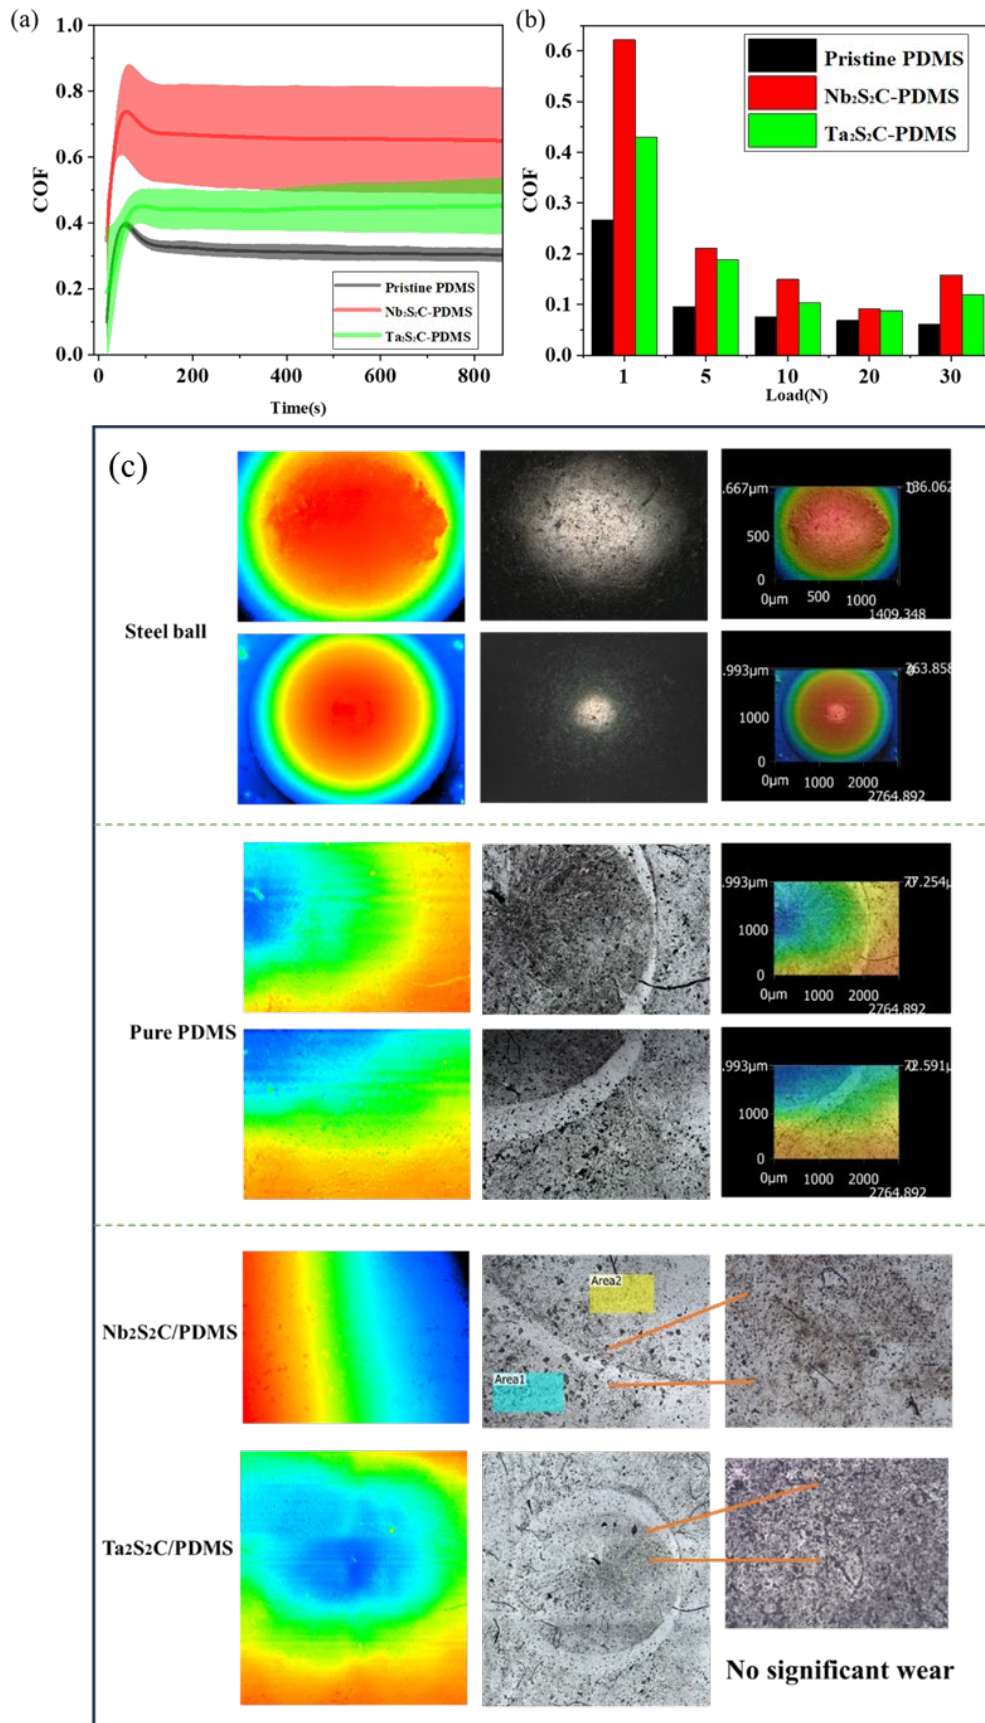 (a)
1.0
0.8
0.6
0.4
0.2
0.0
COF
0
200
400
600
800
Time(s)
Pristine PDMS
Nb₂S₂C-PDMS
Ta₂S₂C-PDMS
(b)
0.6
0.5
0.4
0.3
0.2
0.1
0.0
COF
1
5
10
20
30
Load(N)
Pristine PDMS
Nb₂S₂C-PDMS
Ta₂S₂C-PDMS
(c)
Steel ball
.667μm
136.062
500
0
0μm 500 1000
1409.348
.993μm
263.858
1000
0
0μm 1000 2000
2764.892
Pure PDMS
.993μm
77.254μ
1000
0
0μm 1000 2000
2764.892
.993μm
72.591μ
1000
0
0μm 1000 2000
2764.892
Nb₂S₂C/PDMS
Area2
Area1
Ta₂S₂C/PDMS
No significant wear